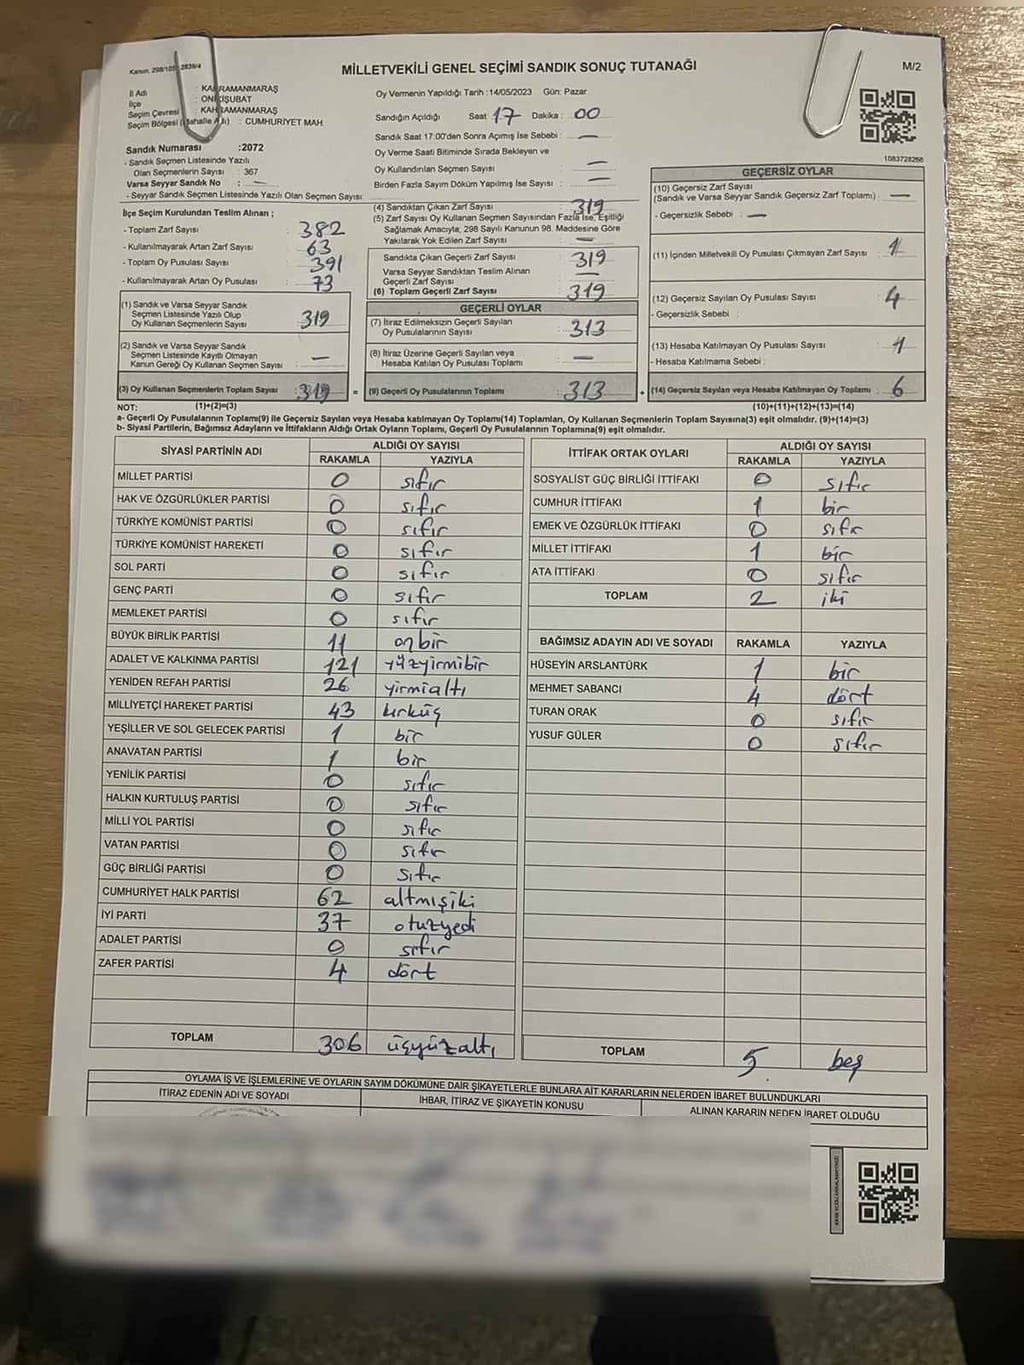 Kanun, 298/105, 2839/4
MİLLETVEKİLİ GENEL SEÇİMİ SANDIK SONUÇ TUTANAĞI
M/2
İl Adı : KAHRAMANMARAŞ
İlçe : ONİKİŞUBAT
Seçim Çevresi : KAHRAMANMARAŞ
Seçim Bölgesi (Mahalle Adı) : CUMHURİYET MAH.
Sandık Numarası :2072
- Sandık Seçmen Listesinde Yazılı
Olan Seçmenlerin Sayısı 367
Varsa Seyyar Sandık No : —
- Seyyar Sandık Seçmen Listesinde Yazılı Olan Seçmen Sayısı
Oy Vermenin Yapıldığı Tarih :14/05/2023 Gün: Pazar
Sandığın Açıldığı Saat 17 Dakika : 00
Sandık Saat 17:00'den Sonra Açımış İse Sebebi : —
Oy Verme Saati Bitiminde Sırada Bekleyen ve
Oy Kullandırılan Seçmen Sayısı : —
Birden Fazla Sayım Döküm Yapılmış İse Sayısı : —
1083728266
İlçe Seçim Kurulundan Teslim Alınan ;
- Toplam Zarf Sayısı : 382
- Kullanılmayarak Artan Zarf Sayısı : 63
- Toplam Oy Pusulası Sayısı : 391
- Kullanılmayarak Artan Oy Pusulası : 73
(1) Sandık ve Varsa Seyyar Sandık
Seçmen Listesinde Yazılı Olup
Oy Kullanan Seçmenlerin Sayısı 319
(2) Sandık ve Varsa Seyyar Sandık
Seçmen Listesinde Kayıtlı Olmayan
Kanun Gereği Oy Kullanan Seçmen Sayısı —
(3) Oy Kullanan Seçmenlerin Toplam Sayısı : 319
(1)+(2)=(3)
(4) Sandıktan Çıkan Zarf Sayısı 319
(5) Zarf Sayısı Oy Kullanan Seçmen Sayısından Fazla İse, Eşitliği
Sağlamak Amacıyla, 298 Sayılı Kanunun 98. Maddesine Göre
Yakılarak Yok Edilen Zarf Sayısı : —
Sandıkta Çıkan Geçerli Zarf Sayısı : 319
Varsa Seyyar Sandıktan Teslim Alınan
Geçerli Zarf Sayısı : —
(6) Toplam Geçerli Zarf Sayısı : 319
GEÇERLİ OYLAR
(7) İtiraz Edilmeksizin Geçerli Sayılan
Oy Pusulalarının Sayısı : 313
(8) İtiraz Üzerine Geçerli Sayılan veya
Hesaba Katılan Oy Pusulası Toplamı : —
= (9) Geçerli Oy Pusulalarının Toplamı : 313
GEÇERSİZ OYLAR
(10) Geçersiz Zarf Sayısı
(Sandık ve Varsa Seyyar Sandık Geçersiz Zarf Toplamı) : —
- Geçersizlik Sebebi : —
(11) İçinden Milletvekili Oy Pusulası Çıkmayan Zarf Sayısı : 1
(12) Geçersiz Sayılan Oy Pusulası Sayısı : 4
- Geçersizlik Sebebi :
(13) Hesaba Katılmayan Oy Pusulası Sayısı : 1
- Hesaba Katılmama Sebebi :
+ (14) Geçersiz Sayılan veya Hesaba Katılmayan Oy Toplamı : 6
(10)+(11)+(12)+(13)=(14)
NOT:
a- Geçerli Oy Pusulalarının Toplamı(9) ile Geçersiz Sayılan veya Hesaba katılmayan Oy Toplamı(14) Toplamları, Oy Kullanan Seçmenlerin Toplam Sayısına(3) eşit olmalıdır. (9)+(14)=(3)
b- Siyasi Partilerin, Bağımsız Adayların ve İttifakların Aldığı Ortak Oyların Toplamı, Geçerli Oy Pusulalarının Toplamına(9) eşit olmalıdır.
SİYASİ PARTİNİN ADI ALDIĞI OY SAYISI
RAKAMLA YAZIYLA
MİLLET PARTİSİ 0 sıfır
HAK VE ÖZGÜRLÜKLER PARTİSİ 0 sıfır
TÜRKİYE KOMÜNİST PARTİSİ 0 sıfır
TÜRKİYE KOMÜNİST HAREKETİ 0 sıfır
SOL PARTİ 0 sıfır
GENÇ PARTİ 0 sıfır
MEMLEKET PARTİSİ 0 sıfır
BÜYÜK BİRLİK PARTİSİ 11 onbir
ADALET VE KALKINMA PARTİSİ 121 yüzyirmibir
YENİDEN REFAH PARTİSİ 26 yirmialtı
MİLLİYETÇİ HAREKET PARTİSİ 43 kırküç
YEŞİLLER VE SOL GELECEK PARTİSİ 1 bir
ANAVATAN PARTİSİ 1 bir
YENİLİK PARTİSİ 0 sıfır
HALKIN KURTULUŞ PARTİSİ 0 sıfır
MİLLİ YOL PARTİSİ 0 sıfır
VATAN PARTİSİ 0 sıfır
GÜÇ BİRLİĞİ PARTİSİ 0 sıfır
CUMHURİYET HALK PARTİSİ 62 altmışiki
İYİ PARTİ 37 otuzyedi
ADALET PARTİSİ 0 sıfır
ZAFER PARTİSİ 4 dört
TOPLAM 306 üçyüzaltı
İTTİFAK ORTAK OYLARI ALDIĞI OY SAYISI
RAKAMLA YAZIYLA
SOSYALİST GÜÇ BİRLİĞİ İTTİFAKI 0 sıfır
CUMHUR İTTİFAKI 1 bir
EMEK VE ÖZGÜRLÜK İTTİFAKI 0 sıfır
MİLLET İTTİFAKI 1 bir
ATA İTTİFAKI 0 sıfır
TOPLAM 2 iki
BAĞIMSIZ ADAYIN ADI VE SOYADI RAKAMLA YAZIYLA
HÜSEYİN ARSLANTÜRK 1 bir
MEHMET SABANCI 4 dört
TURAN ORAK 0 sıfır
YUSUF GÜLER 0 sıfır
TOPLAM 5 beş
OYLAMA İŞ VE İŞLEMLERİNE VE OYLARIN SAYIM DÖKÜMÜNE DAİR ŞİKAYETLERLE BUNLARA AİT KARARLARIN NELERDEN İBARET BULUNDUKLARI
İTİRAZ EDENİN ADI VE SOYADI İHBAR, İTİRAZ VE ŞİKAYETİN KONUSU ALINAN KARARIN NEDEN İBARET OLDUĞU